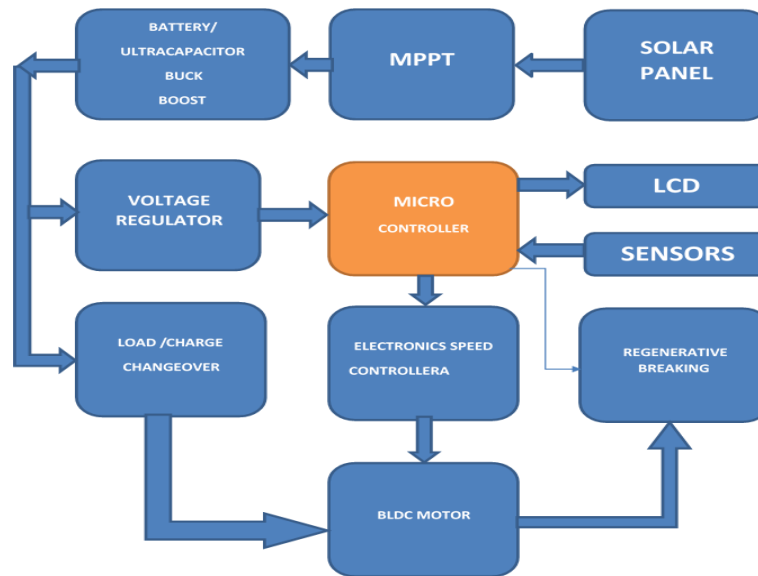 BATTERY/
ULTRACAPACITOR
BUCK
BOOST
MPPT
SOLAR
PANEL
VOLTAGE
REGULATOR
MICRO
CONTROLLER
LCD
SENSORS
LOAD /CHARGE
CHANGEOVER
ELECTRONICS SPEED
CONTROLLERA
REGENERATIVE
BREAKING
BLDC MOTOR